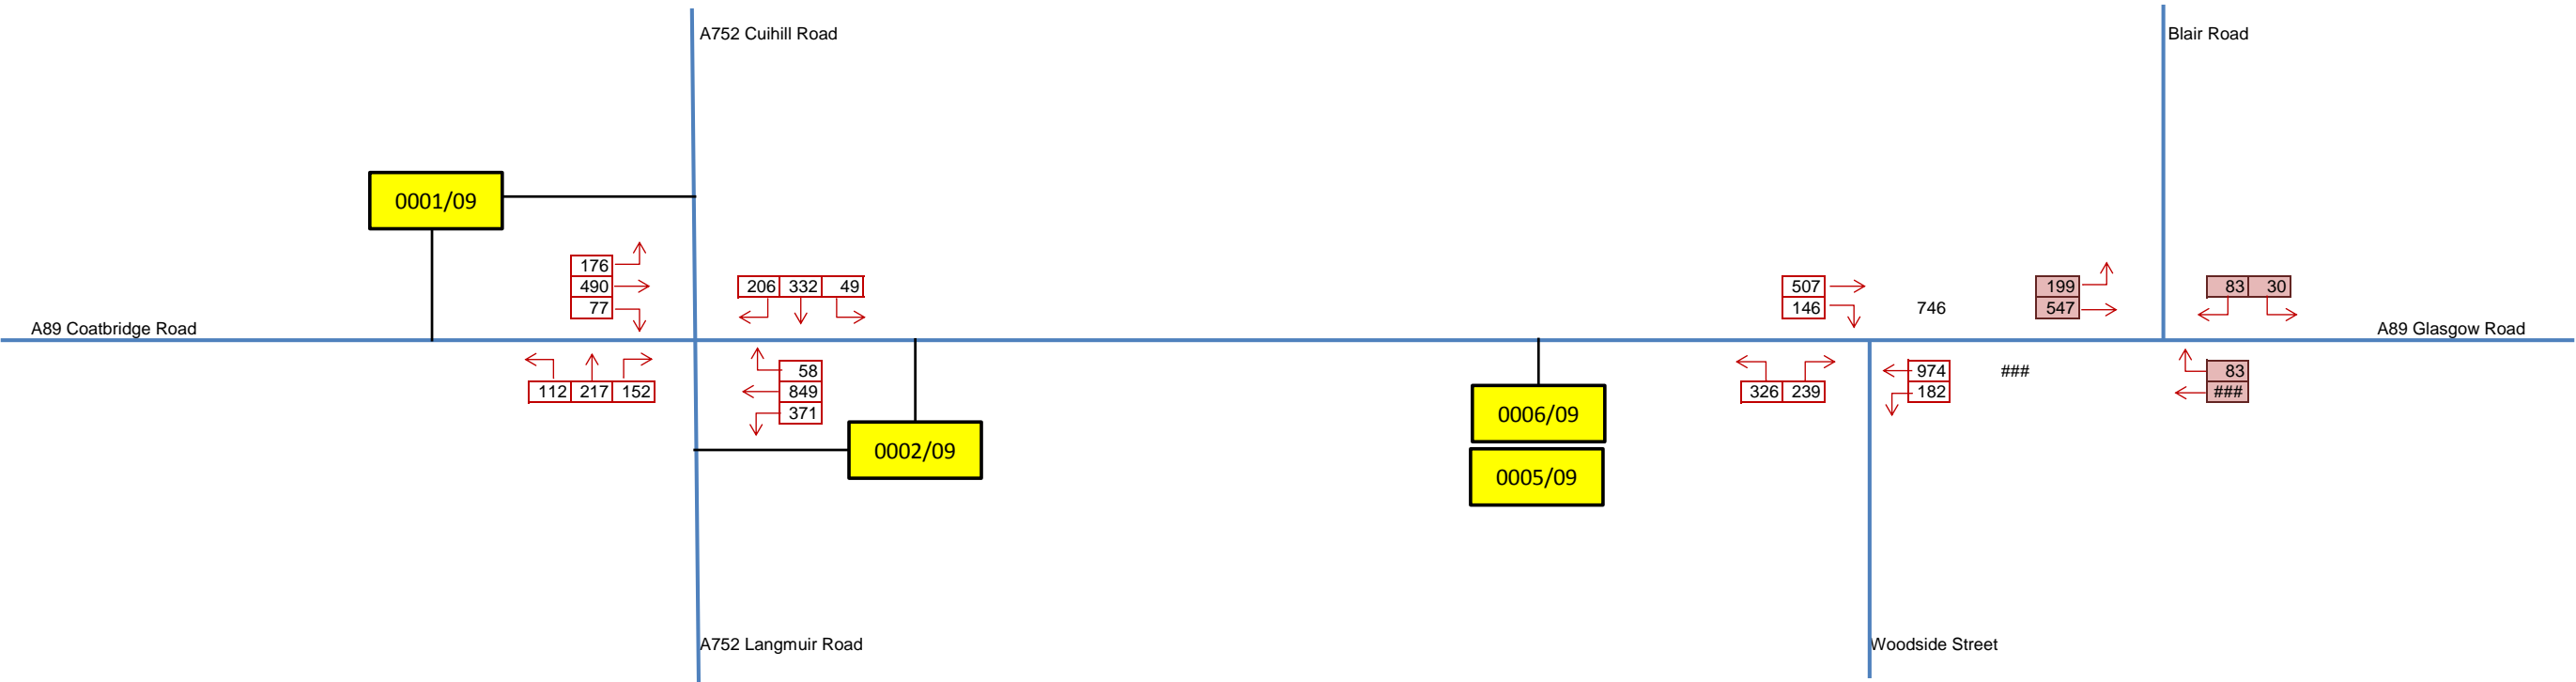 A752 Cuihill Road
Blair Road
0001/09
176
490
77
206 332 49
507
146
746
199
547
83 30
A89 Coatbridge Road
A89 Glasgow Road
112 217 152
58
849
371
0002/09
0006/09
0005/09
326 239
974
182
###
83
###
A752 Langmuir Road
Woodside Street